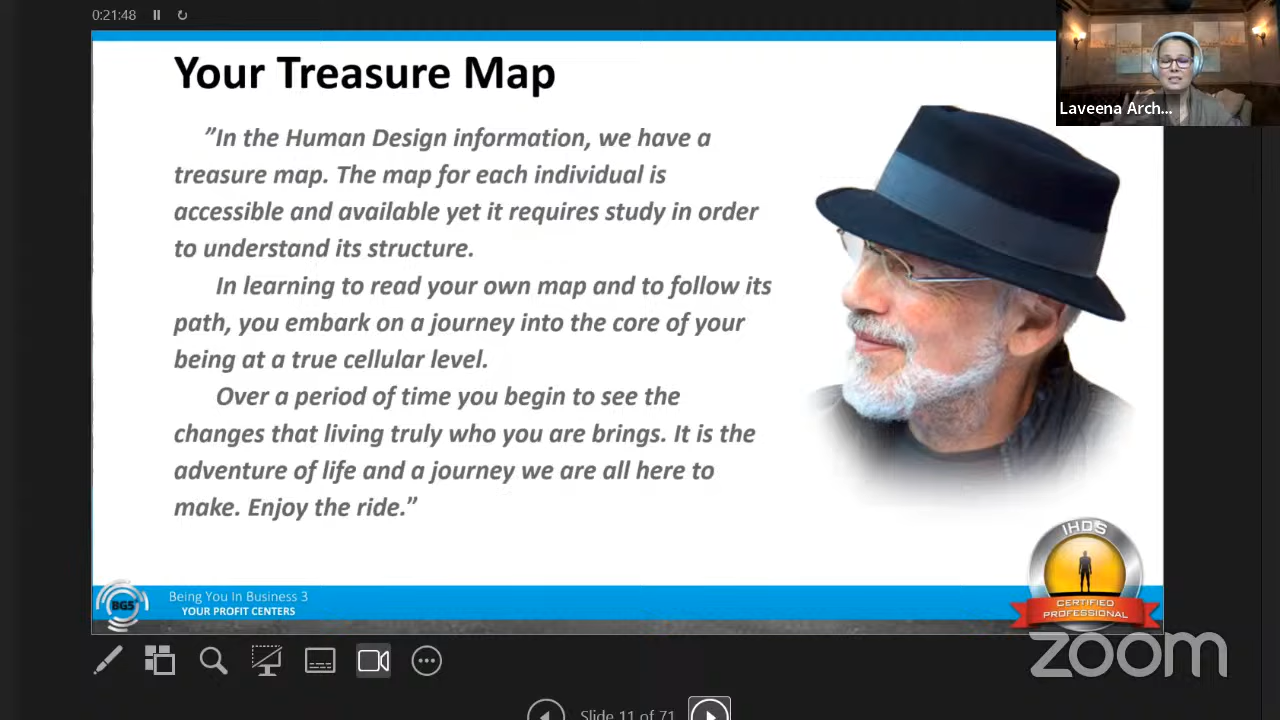 0:21:48
Laveena Arch...
Your Treasure Map
”In the Human Design information, we have a
treasure map. The map for each individual is
accessible and available yet it requires study in order
to understand its structure.
In learning to read your own map and to follow its
path, you embark on a journey into the core of your
being at a true cellular level.
Over a period of time you begin to see the
changes that living truly who you are brings. It is the
adventure of life and a journey we are all here to
make. Enjoy the ride.”
IHDS
CERTIFIED
PROFESSIONAL
BG5
Being You In Business 3
YOUR PROFIT CENTERS
zoom
Slide 11 of 71